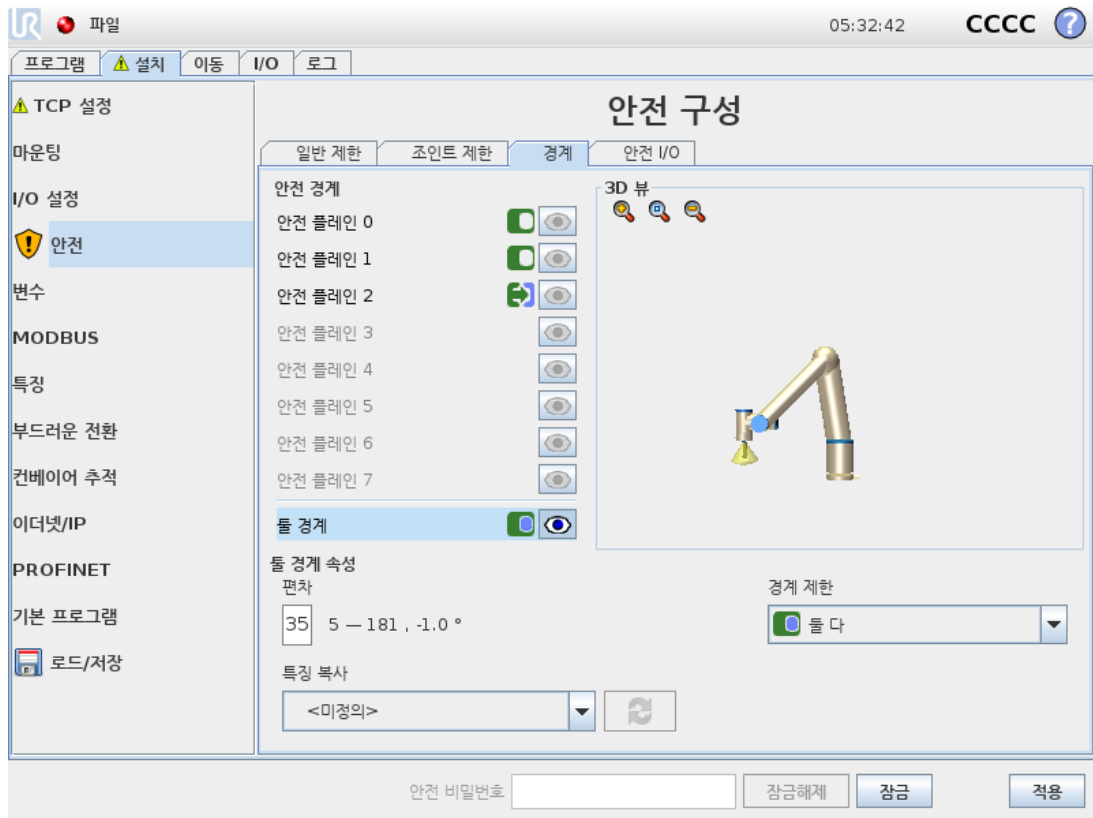 UR 파일 05:32:42 CCCC ?
프로그램 설치 이동 I/O 로그
TCP 설정
마운팅
I/O 설정
안전
변수
MODBUS
특징
부드러운 전환
컨베이어 추적
이더넷/IP
PROFINET
기본 프로그램
로드/저장
안전 구성
일반 제한 조인트 제한 경계 안전 I/O
안전 경계
안전 플레인 0
안전 플레인 1
안전 플레인 2
안전 플레인 3
안전 플레인 4
안전 플레인 5
안전 플레인 6
안전 플레인 7
툴 경계
3D 뷰
툴 경계 속성
편차
35 5 — 181 , -1.0 °
경계 제한
둘 다
특징 복사
<미정의>
안전 비밀번호 잠금해제 잠금 적용